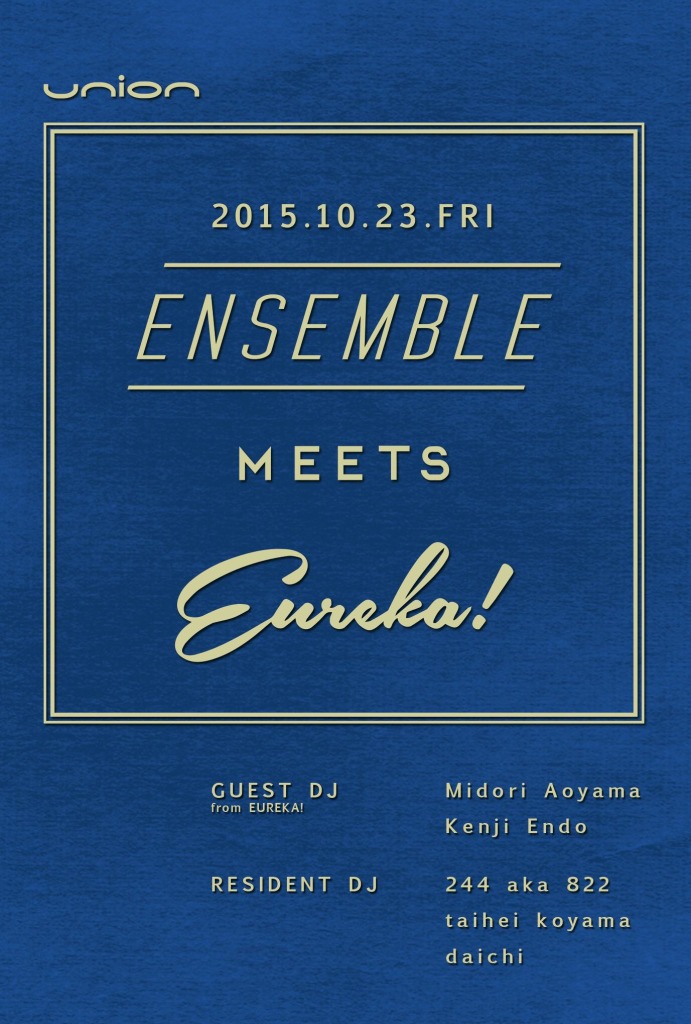 union
2015.10.23.FRI
ENSEMBLE
MEETS
Eureka!
GUEST DJ
from EUREKA!
Midori Aoyama
Kenji Endo
RESIDENT DJ
244 aka 822
taihei koyama
daichi